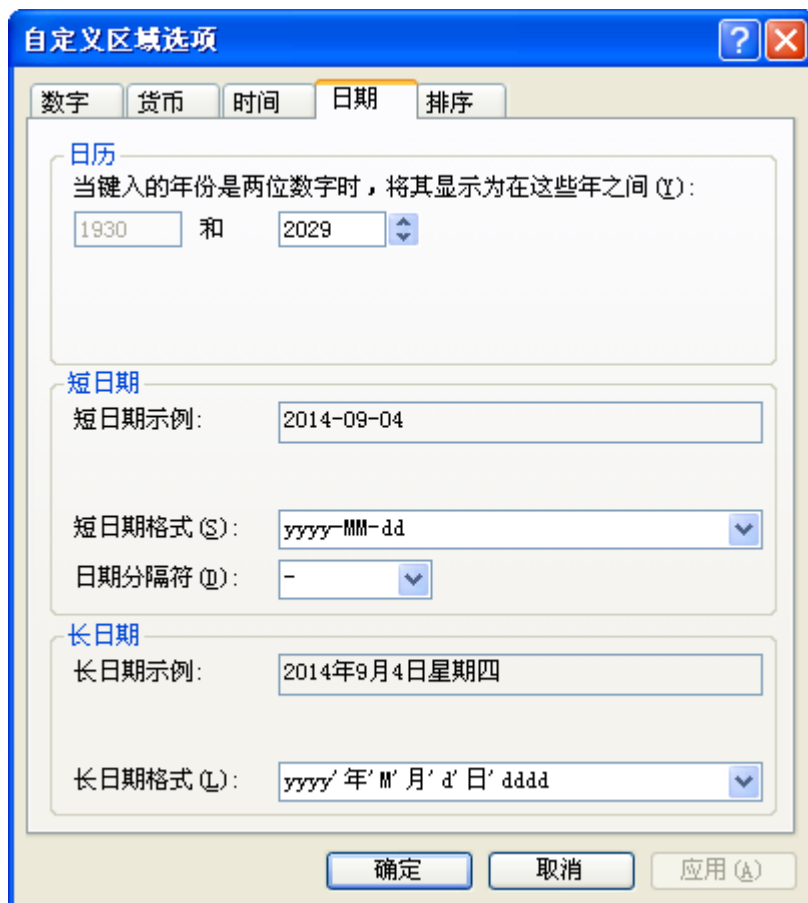 自定义区域选项
数字 货币 时间 日期 排序
日历
当键入的年份是两位数字时，将其显示为在这些年之间(Y):
1930 和 2029
短日期
短日期示例: 2014-09-04
短日期格式(S): yyyy-MM-dd
日期分隔符(D): -
长日期
长日期示例: 2014年9月4日星期四
长日期格式(L): yyyy'年'M'月'd'日'dddd
确定 取消 应用(A)